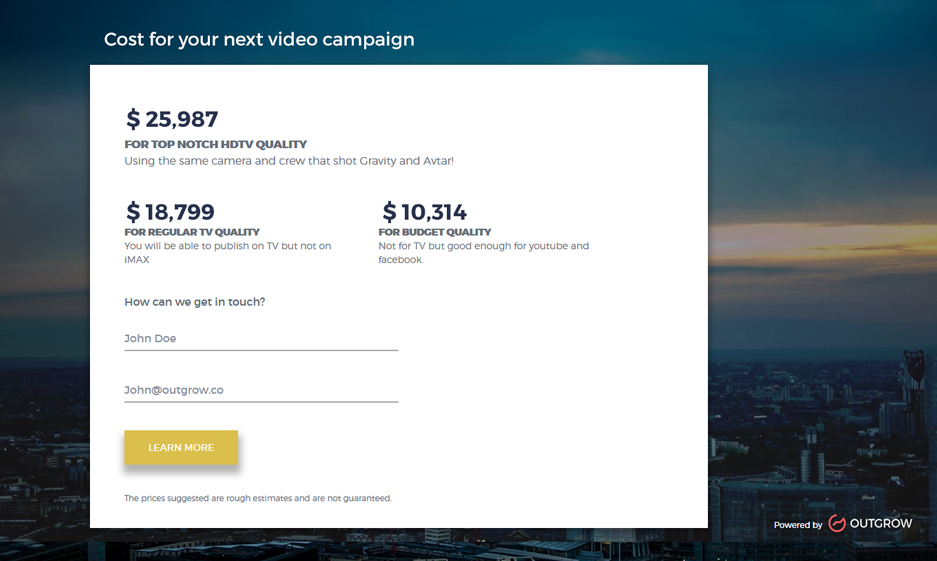 Cost for your next video campaign
$ 25,987
FOR TOP NOTCH HDTV QUALITY
Using the same camera and crew that shot Gravity and Avtar!
$ 18,799
FOR REGULAR TV QUALITY
You will be able to publish on TV but not on
iMAX
$ 10,314
FOR BUDGET QUALITY
Not for TV but good enough for youtube and
facebook.
How can we get in touch?
John Doe
John@outgrow.co
LEARN MORE
The prices suggested are rough estimates and are not guaranteed.
Powered by OUTGROW